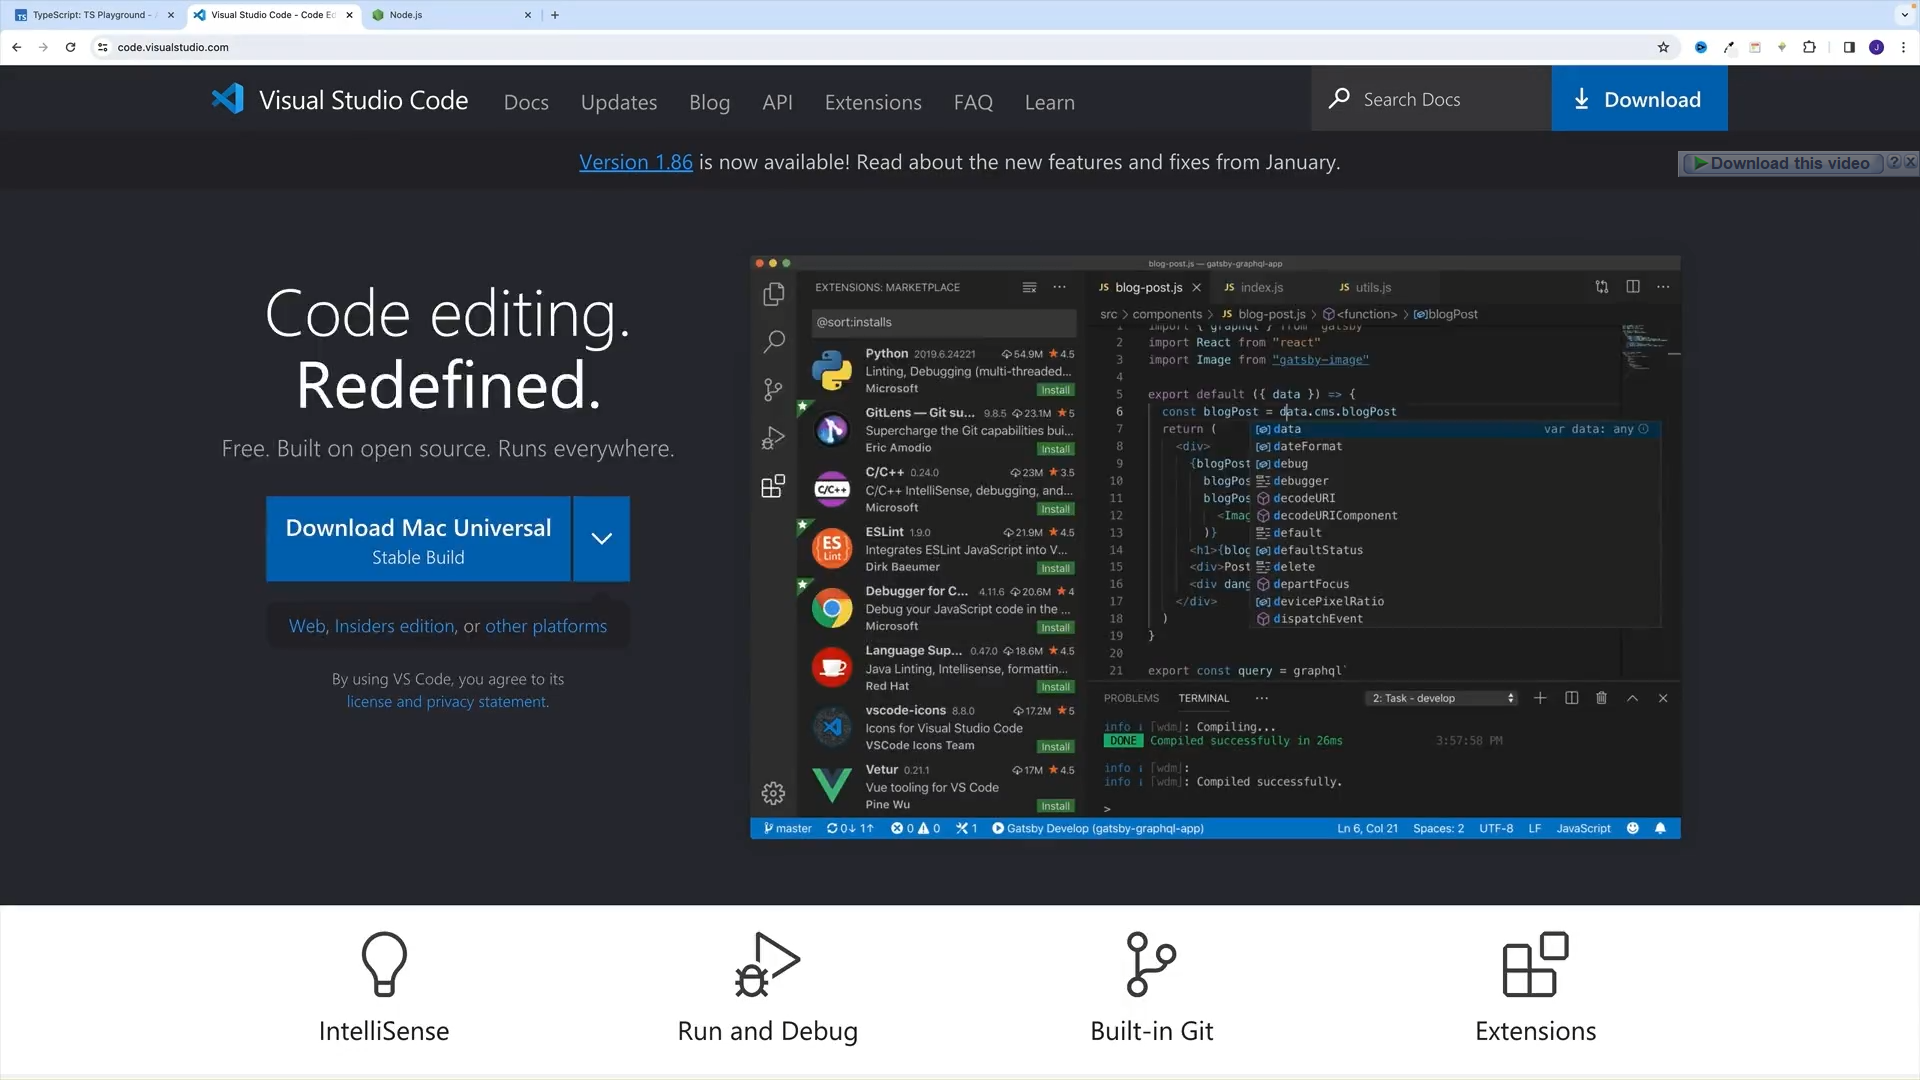 TypeScript: TS Playground -
Visual Studio Code - Code Ed
Node.js
code.visualstudio.com
Visual Studio Code
Docs
Updates
Blog
API
Extensions
FAQ
Learn
Search Docs
Download
Version 1.86 is now available! Read about the new features and fixes from January.
Download this video
Code editing.
Redefined.
Free. Built on open source. Runs everywhere.
Download Mac Universal
Stable Build
Web, Insiders edition, or other platforms
By using VS Code, you agree to its
license and privacy statement.
blog-post.js — gatsby-graphql-app
EXTENSIONS: MARKETPLACE
@sort:installs
Python 2019.6.24221 54.9M 4.5
Linting, Debugging (multi-threaded...
Microsoft Install
GitLens — Git su... 9.8.5 23.1M 5
Supercharge the Git capabilities bui...
Eric Amodio Install
C/C++ 0.24.0 23M 3.5
C/C++ IntelliSense, debugging, and...
Microsoft Install
ESLint 1.9.0 21.9M 4.5
Integrates ESLint JavaScript into V...
Dirk Baeumer Install
Debugger for C... 4.11.6 20.6M 4
Debug your JavaScript code in the ...
Microsoft Install
Language Sup... 0.47.0 18.6M 4.5
Java Linting, Intellisense, formattin...
Red Hat Install
vscode-icons 8.8.0 17.2M 5
Icons for Visual Studio Code
VSCode Icons Team Install
Vetur 0.21.1 17M 4.5
Vue tooling for VS Code
Pine Wu Install
JS blog-post.js
JS index.js
JS utils.js
src > components > JS blog-post.js > <function> > blogPost
1 import { graphql } from "gatsby"
2 import React from "react"
3 import Image from "gatsby-image"
4
5 export default ({ data }) => {
6 const blogPost = data.cms.blogPost
7 return (
8 <div>
9 {blogPost
10 blogPos
11 blogPos
12 <Imag
13 )}
14 <h1>{blog
15 <div>Post
16 <div dang
17 </div>
18 )
19 }
20
21 export const query = graphql`
data var data: any
dateFormat
debug
debugger
decodeURI
decodeURIComponent
default
defaultStatus
delete
departFocus
devicePixelRatio
dispatchEvent
PROBLEMS TERMINAL ... 2: Task - develop
info [wdm]: Compiling...
DONE Compiled successfully in 26ms 3:57:58 PM
info [wdm]:
info [wdm]: Compiled successfully.
>
master 0↓ 1↑ 0 0 1 Gatsby Develop (gatsby-graphql-app) Ln 6, Col 21 Spaces: 2 UTF-8 LF JavaScript
IntelliSense
Run and Debug
Built-in Git
Extensions